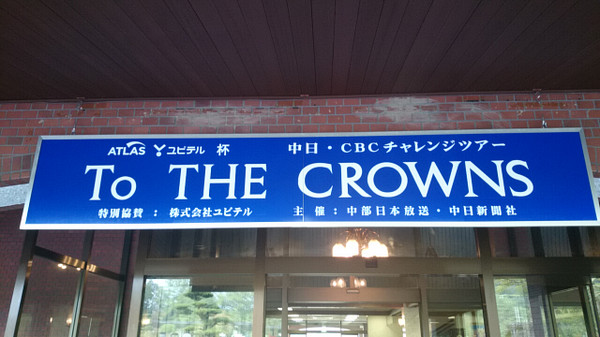 ATLAS ユピテル 杯 中日・CBCチャレンジツアー
To THE CROWNS
特別協賛：株式会社ユピテル 主催：中部日本放送・中日新聞社